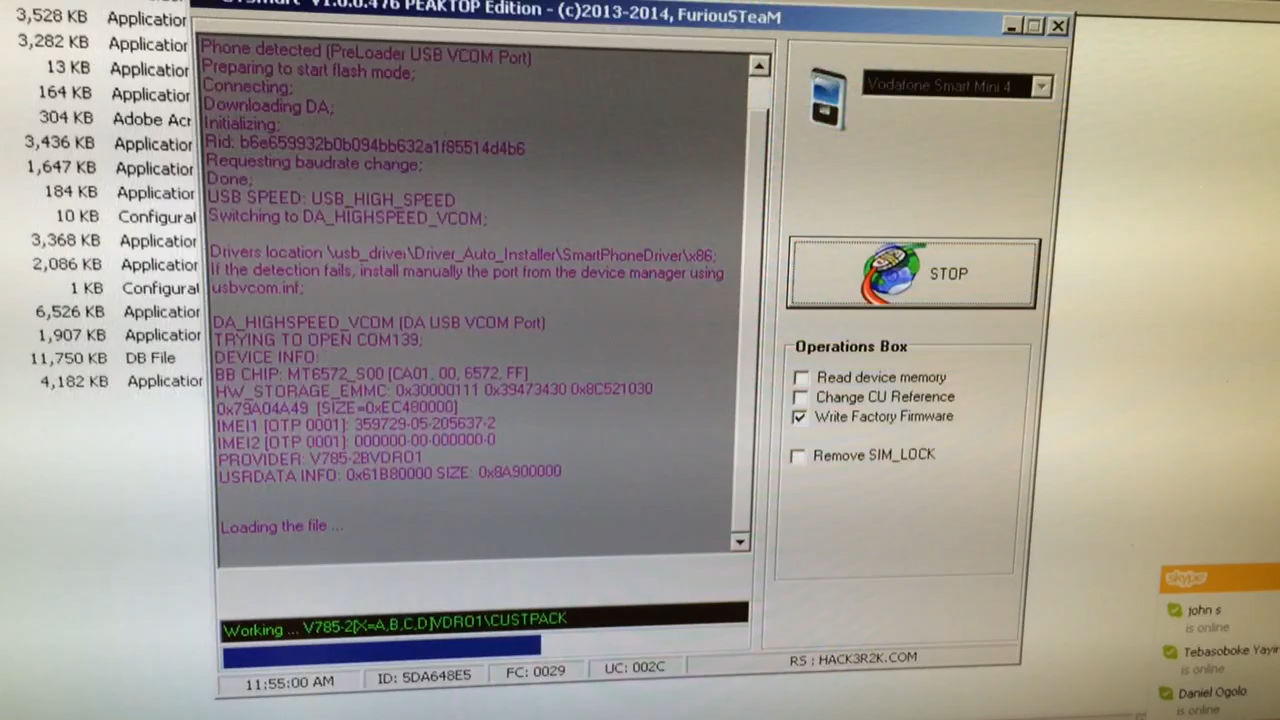 v1.0.0.476 PEAKTOP Edition - (c)2013-2014, FuriouSTeaM
3,528 KB Application
3,282 KB Application
13 KB Application
164 KB Application
304 KB Adobe Acr
3,436 KB Application
1,647 KB Application
184 KB Application
10 KB Configural
3,368 KB Application
2,086 KB Application
1 KB Configural
6,526 KB Application
1,907 KB Application
11,750 KB DB File
4,182 KB Application
Phone detected (PreLoader USB VCOM Port)
Preparing to start flash mode;
Connecting;
Downloading DA;
Initializing;
Rid: b6e659932b0b094bb632a1f85514d4b6
Requesting baudrate change;
Done;
USB SPEED: USB_HIGH_SPEED
Switching to DA_HIGHSPEED_VCOM;
Drivers location \usb_driver\Driver_Auto_Installer\SmartPhoneDriver\x86;
If the detection fails, install manually the port from the device manager using
usbvcom.inf;
DA_HIGHSPEED_VCOM (DA USB VCOM Port)
TRYING TO OPEN COM139;
DEVICE INFO:
BB CHIP: MT6572_S00 [CA01, 00, 6572, FF]
HW_STORAGE_EMMC: 0x30000111 0x39473430 0x8C521030
0x79A04A49 [SIZE=0xEC480000]
IMEI1 [OTP 0001]: 359729-05-205637-2
IMEI2 [OTP 0001]: 000000-00-000000-0
PROVIDER: V785-2BVDR01
USRDATA INFO: 0x61B80000 SIZE: 0x8A900000
Loading the file ...
Working ... V785-2[X=A,B,C,D]VDR01\CUSTPACK
11:55:00 AM ID: 5DA648E5 FC: 0029 UC: 002C RS : HACK3R2K.COM
Vodafone Smart Mini 4
STOP
Operations Box
Read device memory
Change CU Reference
Write Factory Firmware
Remove SIM_LOCK
skype
john s
is online
Tebasoboke Yayin
is online
Daniel Ogolo
is online